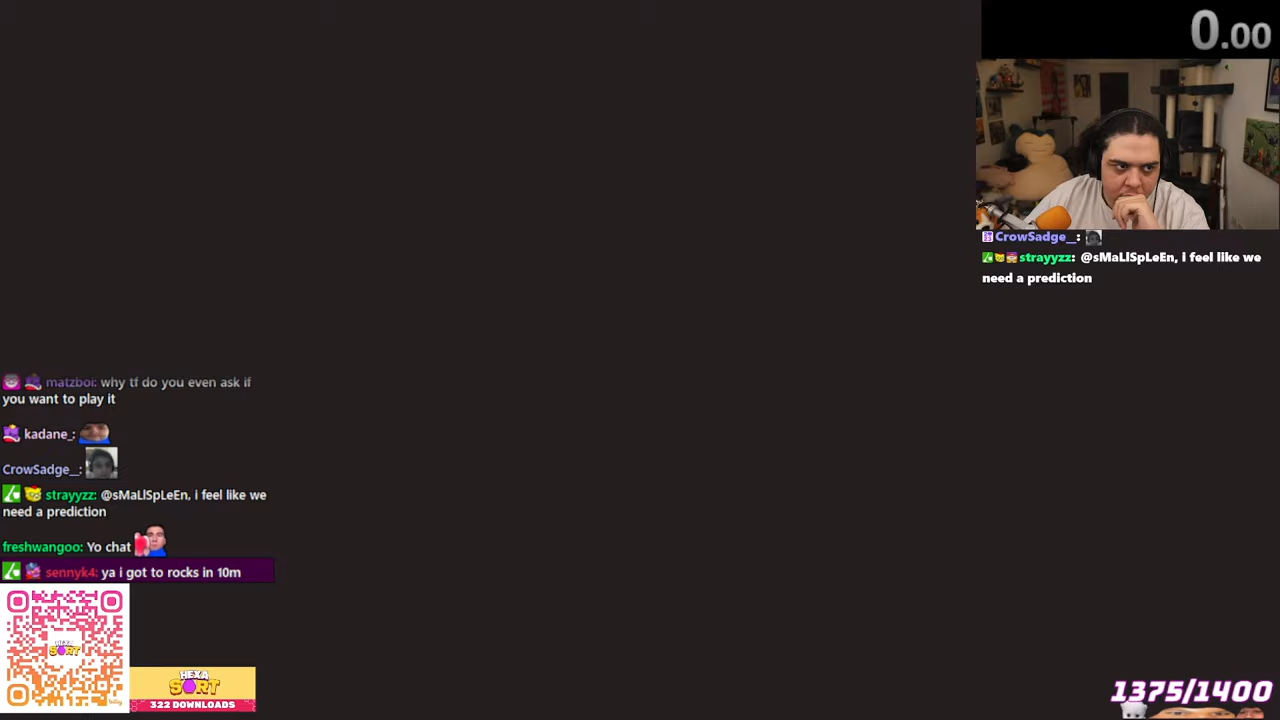 0.00
CrowSadge__:
strayyzz: @sMaLlSpLeEn, i feel like we
need a prediction
matzboi: why tf do you even ask if
you want to play it
kadane_:
CrowSadge__:
strayyzz: @sMaLlSpLeEn, i feel like we
need a prediction
freshwangoo: Yo chat
sennyk4: ya i got to rocks in 10m
HEXA
SORT
322 DOWNLOADS
1375/1400